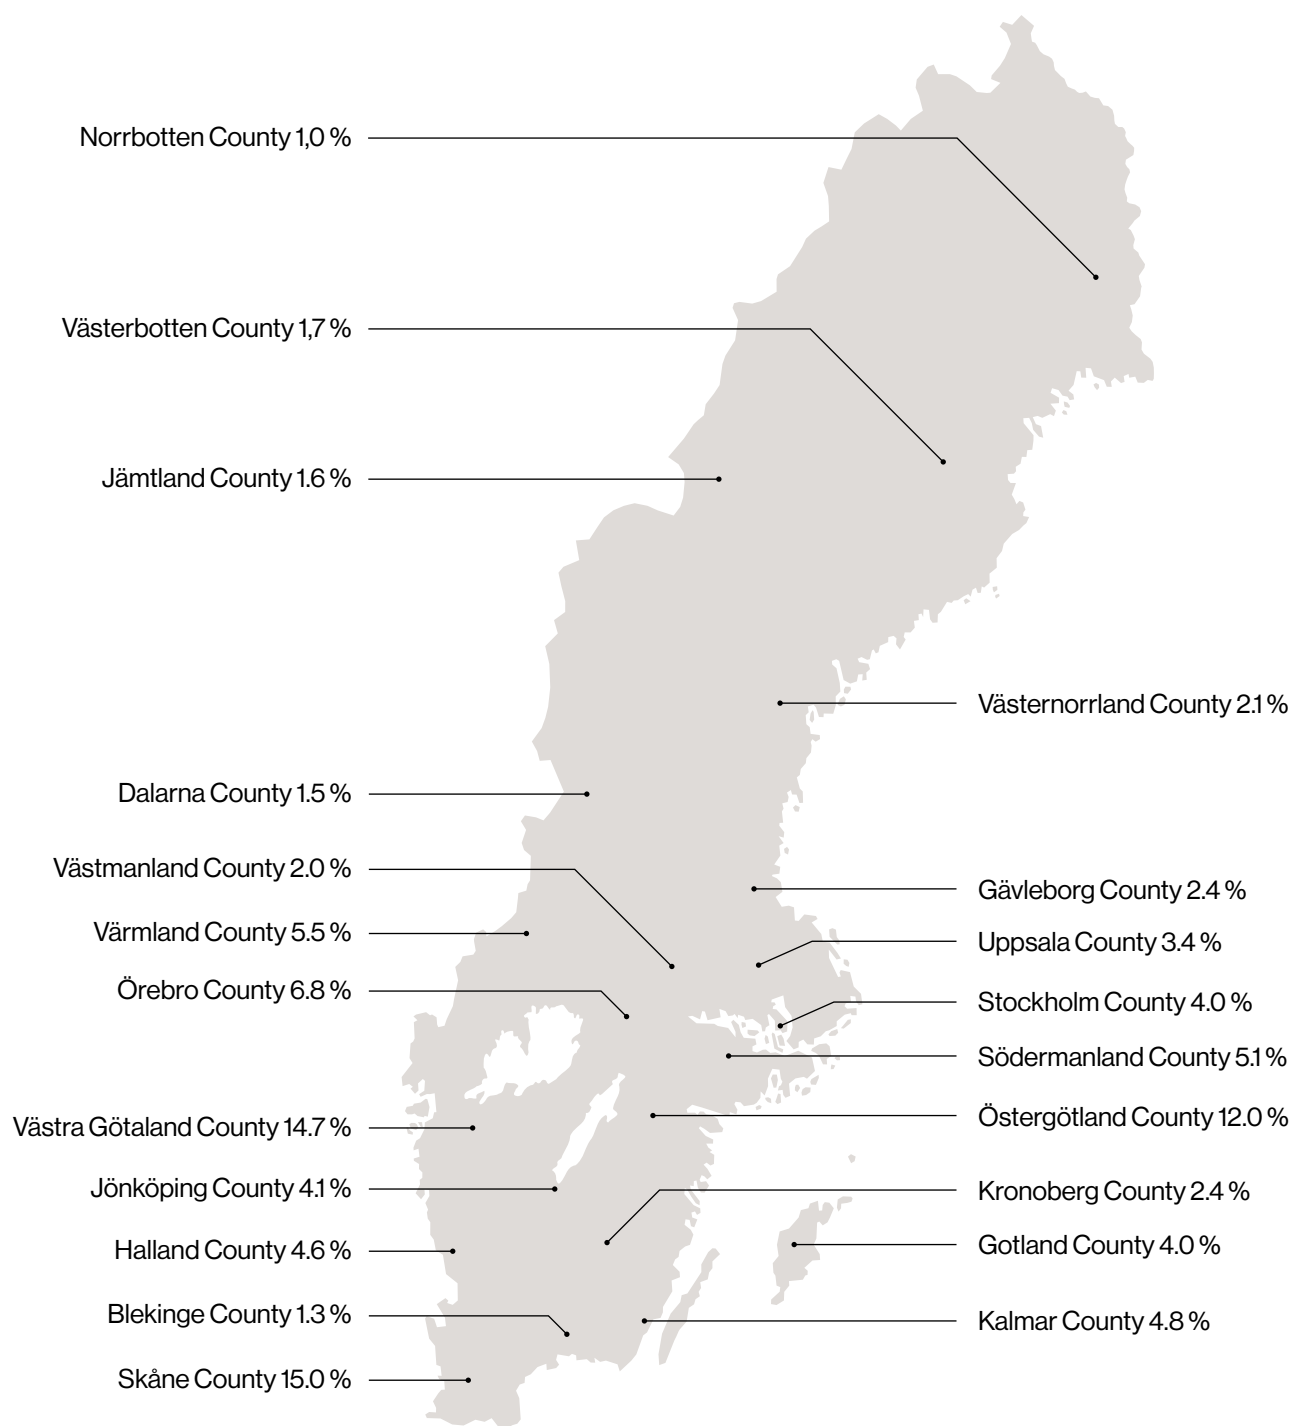 Norrbotten County 1,0 %
Västerbotten County 1,7 %
Jämtland County 1.6 %
Västernorrland County 2.1 %
Dalarna County 1.5 %
Västmanland County 2.0 %
Gävleborg County 2.4 %
Värmland County 5.5 %
Uppsala County 3.4 %
Örebro County 6.8 %
Stockholm County 4.0 %
Södermanland County 5.1 %
Östergötland County 12.0 %
Västra Götaland County 14.7 %
Jönköping County 4.1 %
Kronoberg County 2.4 %
Halland County 4.6 %
Gotland County 4.0 %
Blekinge County 1.3 %
Kalmar County 4.8 %
Skåne County 15.0 %